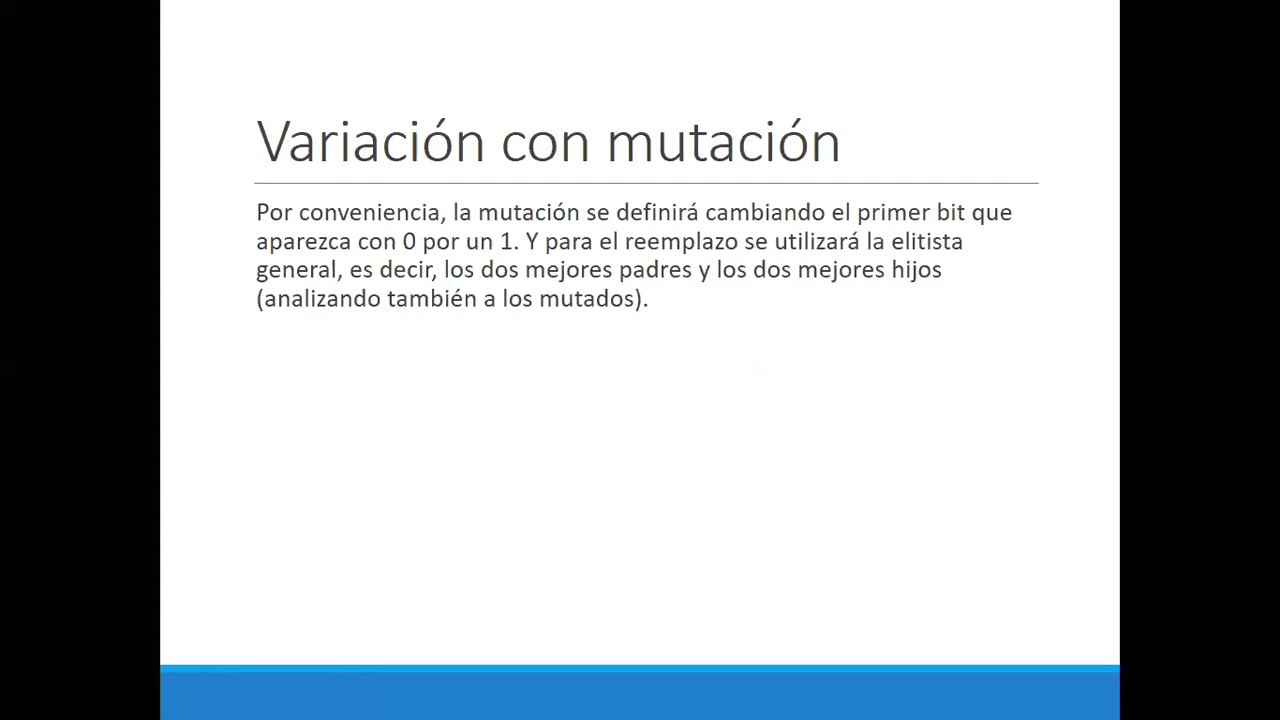 Variación con mutación
Por conveniencia, la mutación se definirá cambiando el primer bit que
aparezca con 0 por un 1. Y para el reemplazo se utilizará la elitista
general, es decir, los dos mejores padres y los dos mejores hijos
(analizando también a los mutados).